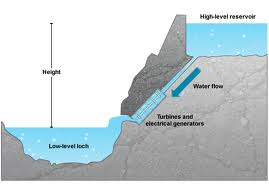 High-level reservoir
Height
Water flow
Turbines and
electrical generators
Low-level loch